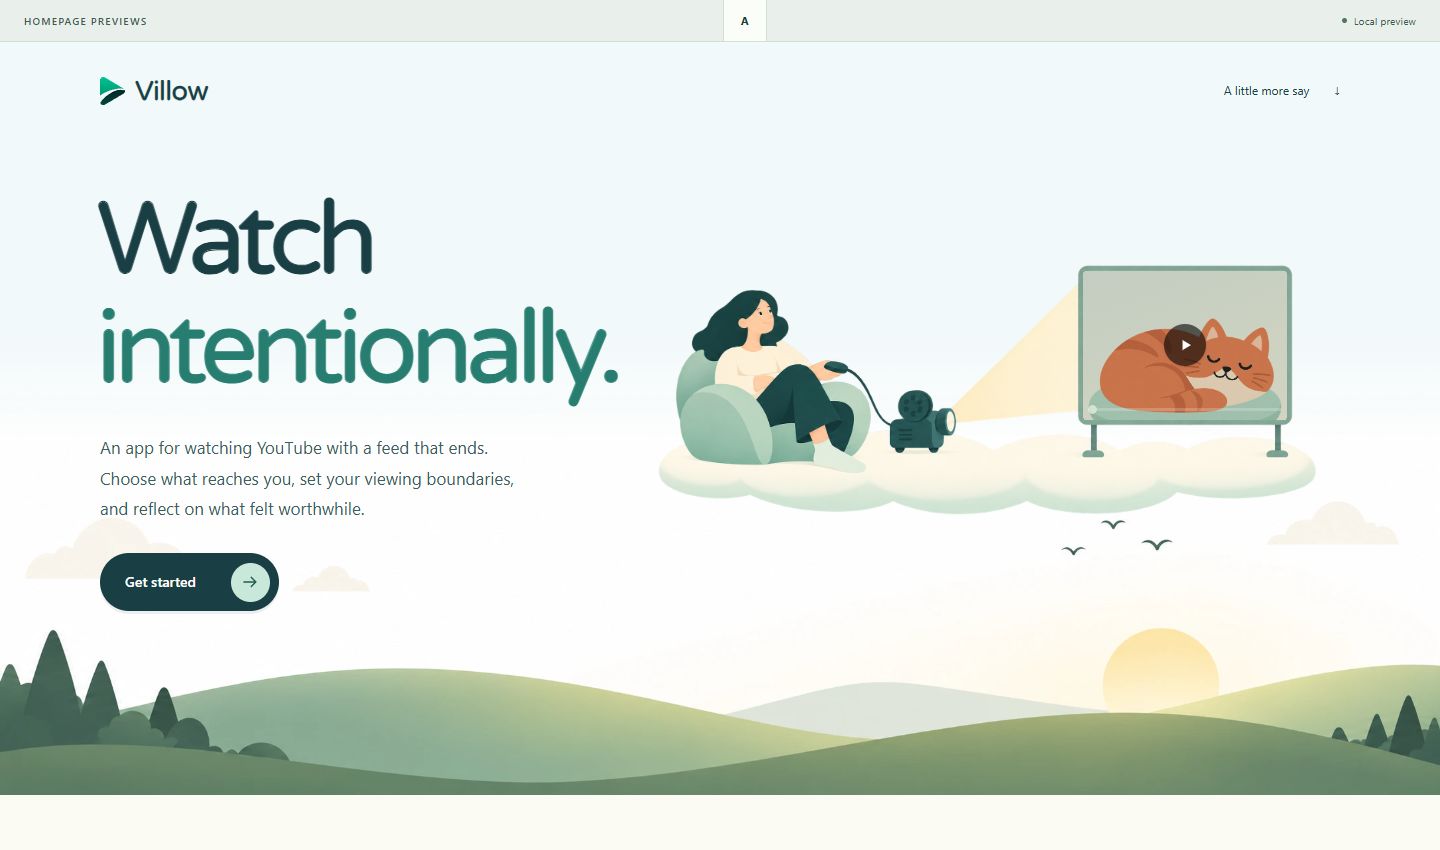 HOMEPAGE PREVIEWS
A
Local preview
Villow
A little more say ↓
Watch
intentionally.
An app for watching YouTube with a feed that ends.
Choose what reaches you, set your viewing boundaries,
and reflect on what felt worthwhile.
Get started →